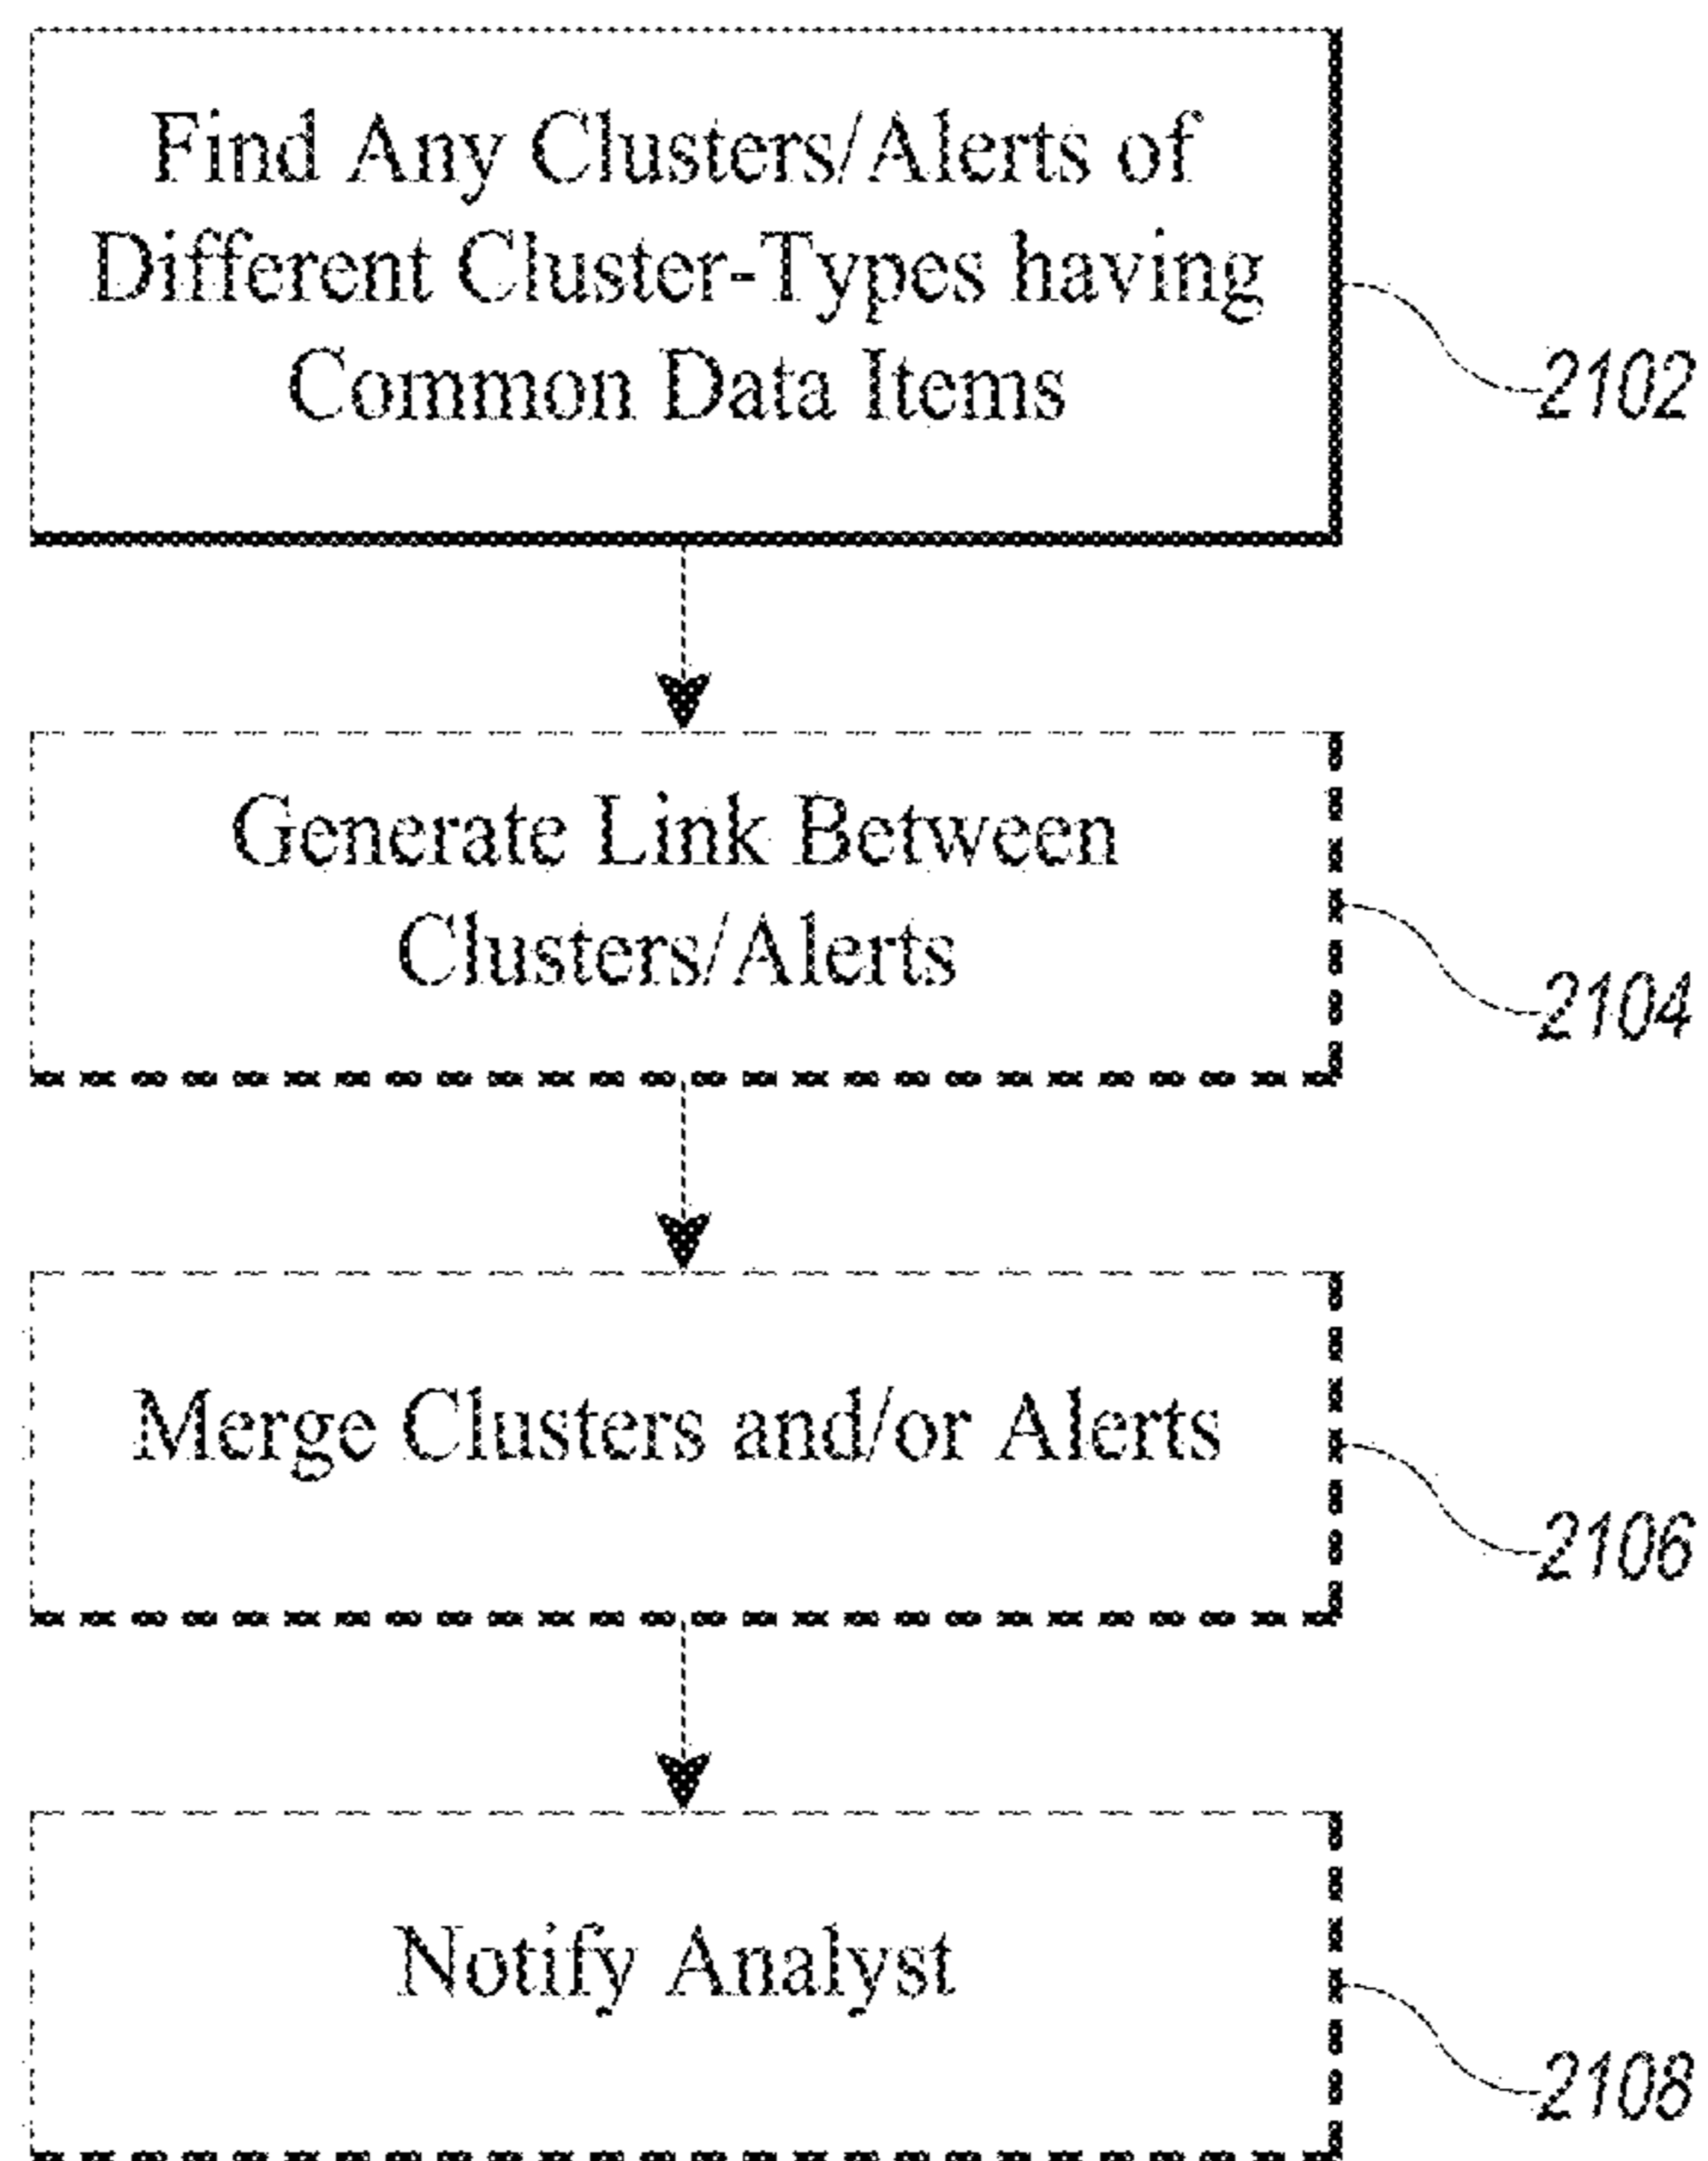 Find Any Clusters/Alerts of
Different Cluster-Types having
Common Data Items
2102
Generate Link Between
Clusters/Alerts
2104
Merge Clusters and/or Alerts
2106
Notify Analyst
2108